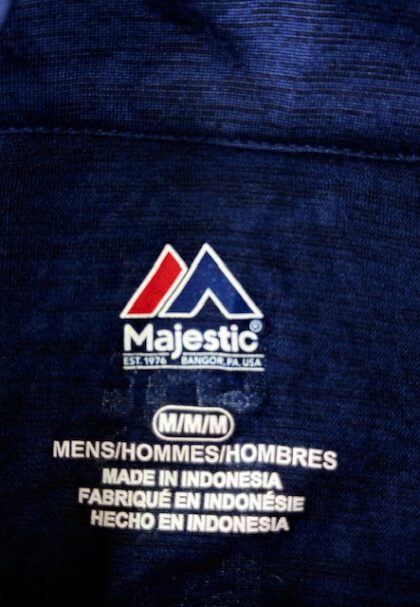 Majestic®
EST. 1976 BANGOR, PA. USA
M/M/M
MENS/HOMMES/HOMBRES
MADE IN INDONESIA
FABRIQUÉ EN INDONÉSIE
HECHO EN INDONESIA